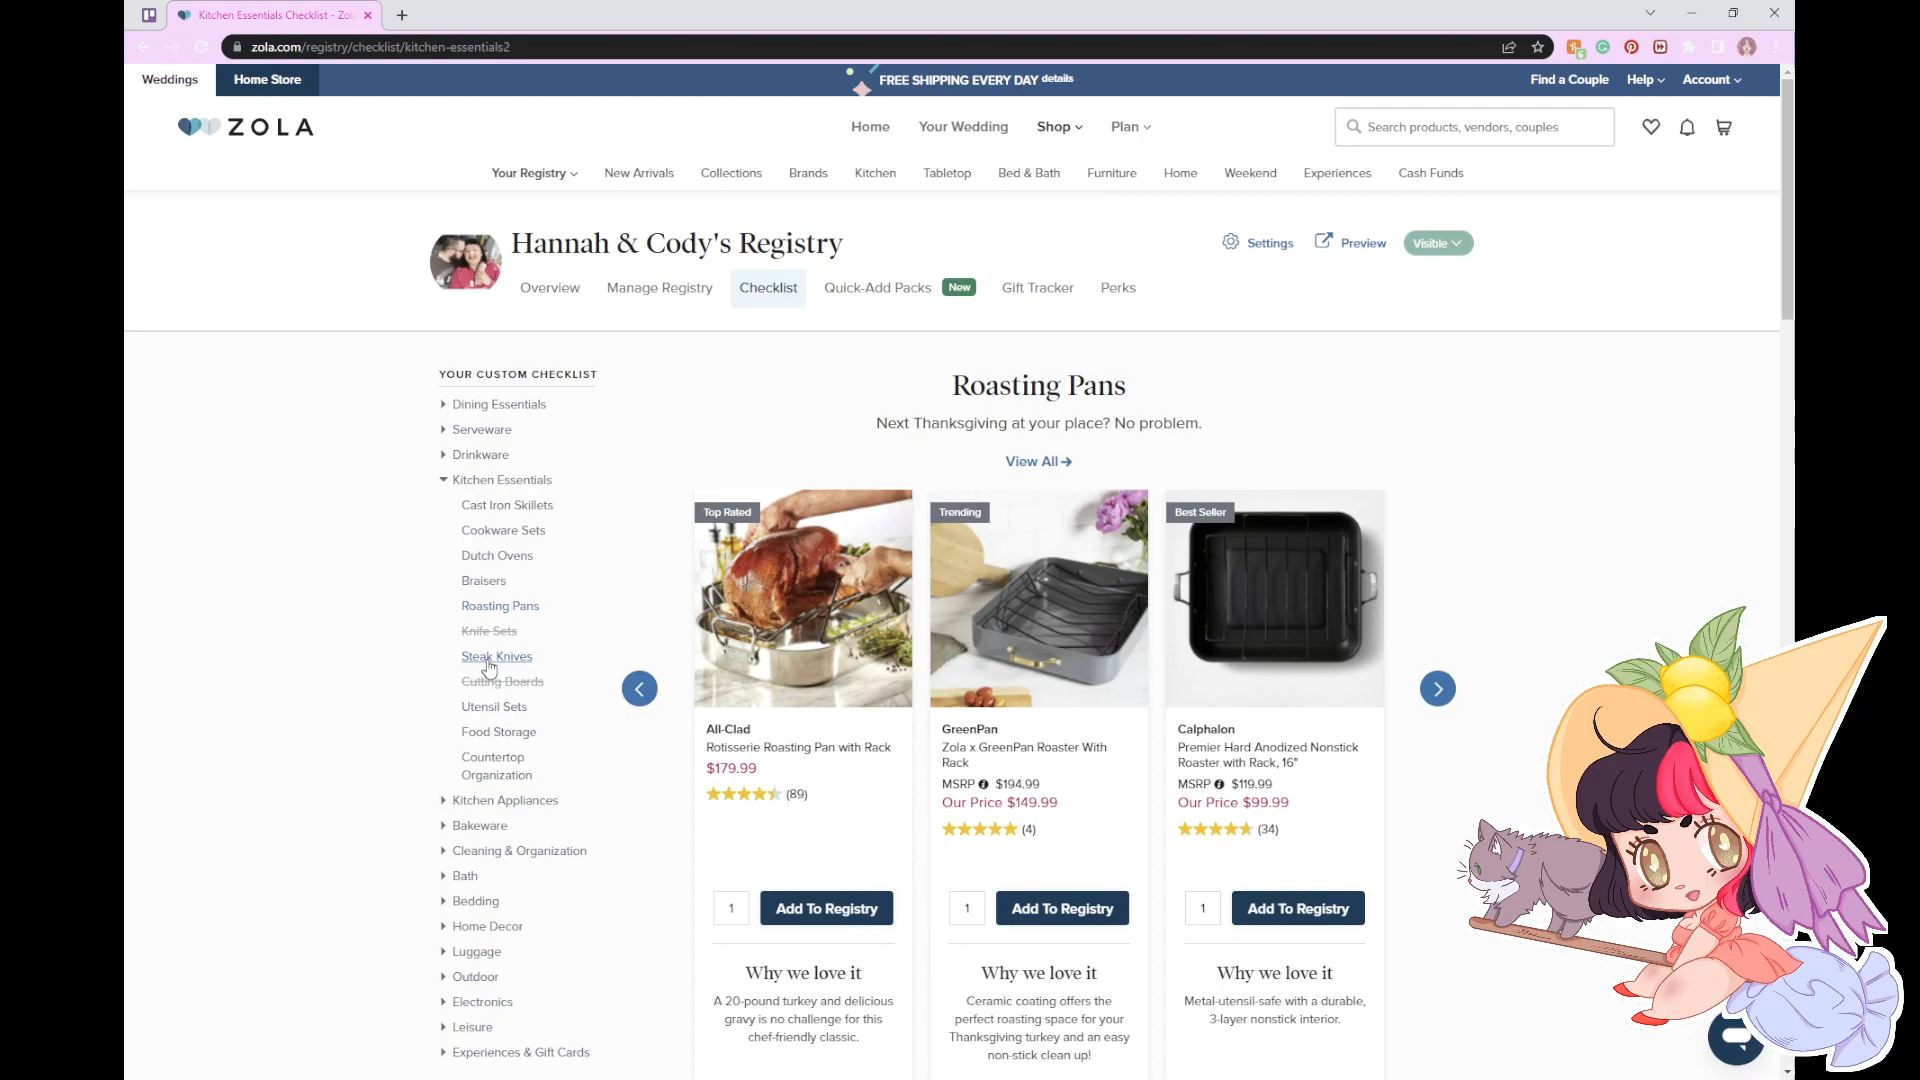 Kitchen Essentials Checklist - Zol
zola.com/registry/checklist/kitchen-essentials2
Weddings
Home Store
FREE SHIPPING EVERY DAY details
Find a Couple
Help
Account
ZOLA
Home
Your Wedding
Shop
Plan
Search products, vendors, couples
Your Registry
New Arrivals
Collections
Brands
Kitchen
Tabletop
Bed & Bath
Furniture
Home
Weekend
Experiences
Cash Funds
Hannah & Cody's Registry
Settings
Preview
Visible
Overview
Manage Registry
Checklist
Quick-Add Packs
New
Gift Tracker
Perks
YOUR CUSTOM CHECKLIST
Dining Essentials
Serveware
Drinkware
Kitchen Essentials
Cast Iron Skillets
Cookware Sets
Dutch Ovens
Braisers
Roasting Pans
Knife Sets
Steak Knives
Cutting Boards
Utensil Sets
Food Storage
Countertop
Organization
Kitchen Appliances
Bakeware
Cleaning & Organization
Bath
Bedding
Home Decor
Luggage
Outdoor
Electronics
Leisure
Experiences & Gift Cards
Roasting Pans
Next Thanksgiving at your place? No problem.
View All
Top Rated
All-Clad
Rotisserie Roasting Pan with Rack
$179.99
(89)
1
Add To Registry
Why we love it
A 20-pound turkey and delicious
gravy is no challenge for this
chef-friendly classic.
Trending
GreenPan
Zola x GreenPan Roaster With
Rack
MSRP $194.99
Our Price $149.99
(4)
1
Add To Registry
Why we love it
Ceramic coating offers the
perfect roasting space for your
Thanksgiving turkey and an easy
non-stick clean up!
Best Seller
Calphalon
Premier Hard Anodized Nonstick
Roaster with Rack, 16"
MSRP $119.99
Our Price $99.99
(34)
1
Add To Registry
Why we love it
Metal-utensil-safe with a durable,
3-layer nonstick interior.